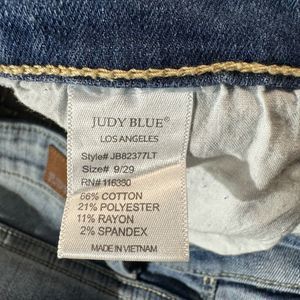 JUDY BLUE®
LOS ANGELES
Style# JB82377LT
Size# 9/29
RN# 116380
66% COTTON
21% POLYESTER
11% RAYON
2% SPANDEX
MADE IN VIETNAM